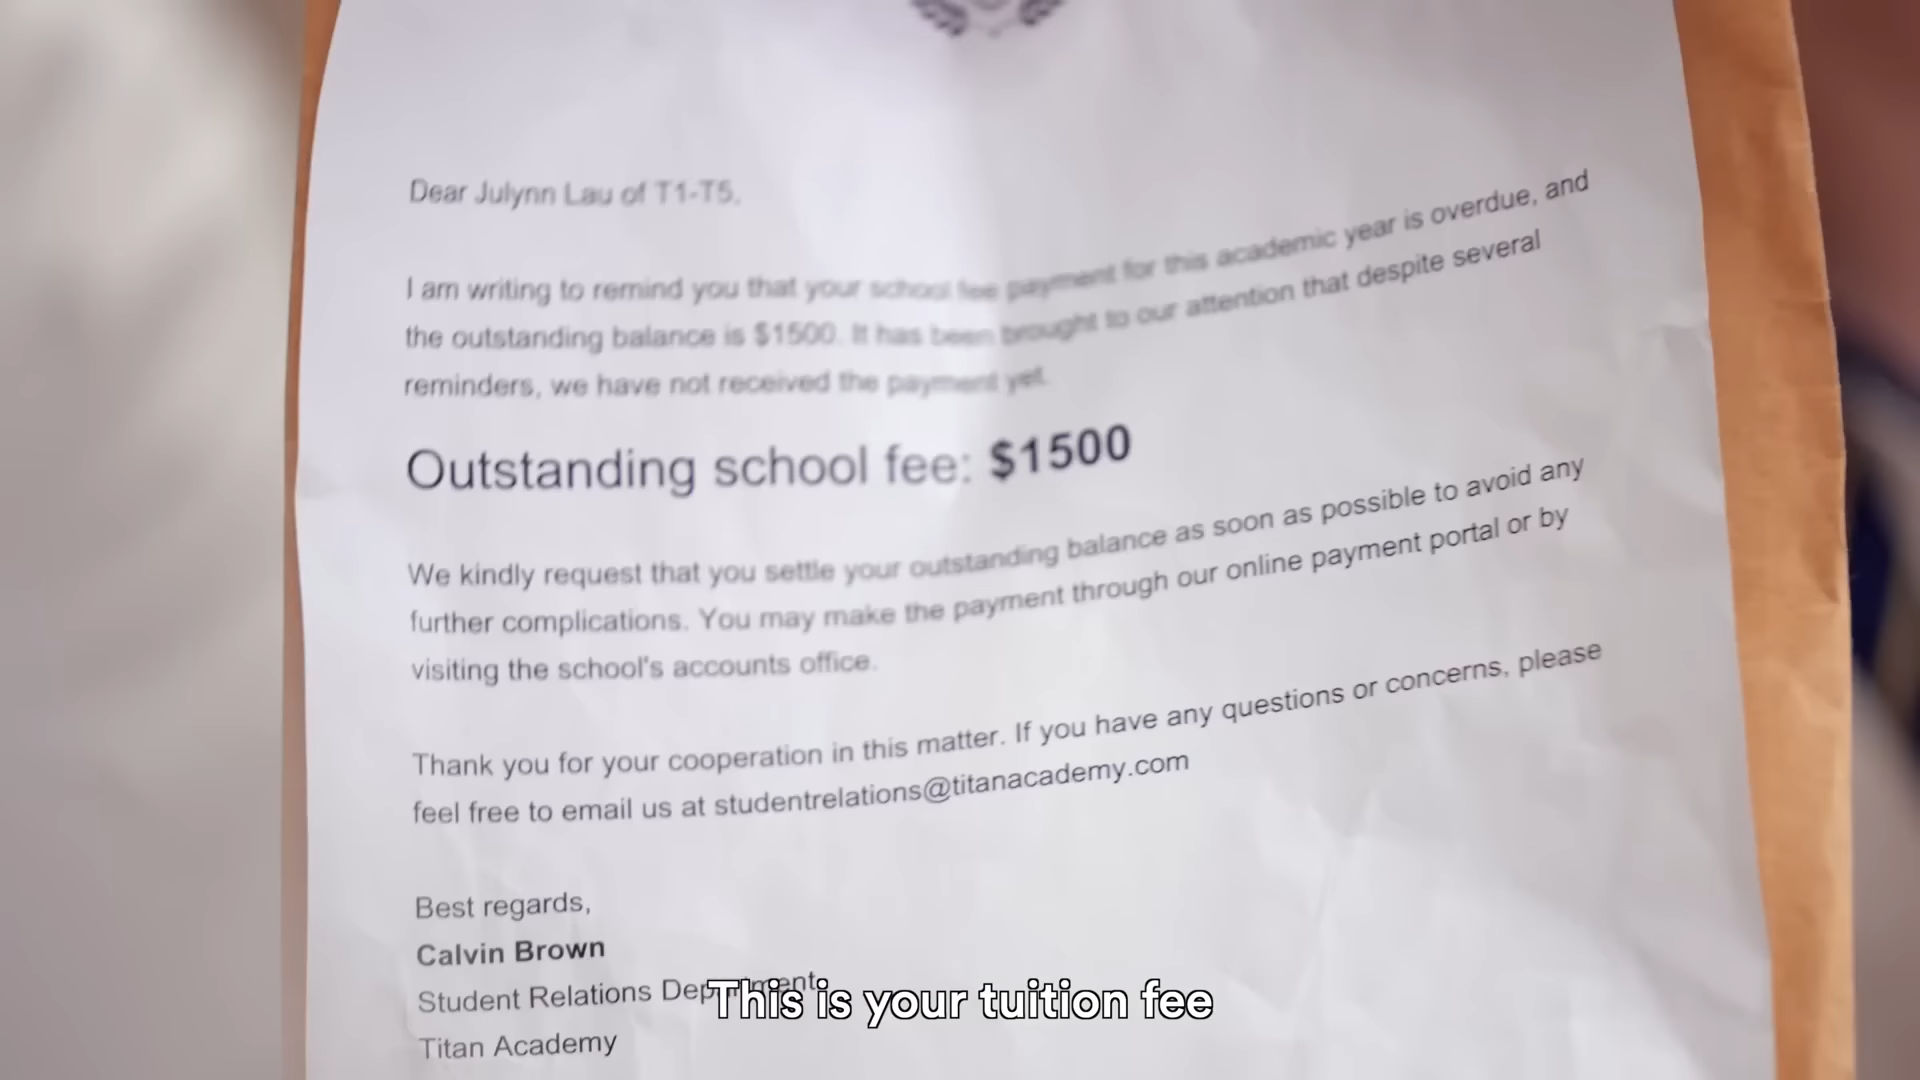 Dear Julynn Lau of T1-T5,
I am writing to remind you that your school fee payment for this academic year is overdue, and
the outstanding balance is $1500. It has been brought to our attention that despite several
reminders, we have not received the payment yet.
Outstanding school fee: $1500
We kindly request that you settle your outstanding balance as soon as possible to avoid any
further complications. You may make the payment through our online payment portal or by
visiting the school's accounts office.
Thank you for your cooperation in this matter. If you have any questions or concerns, please
feel free to email us at studentrelations@titanacademy.com
Best regards,
Calvin Brown
Student Relations Department
Titan Academy
This is your tuition fee